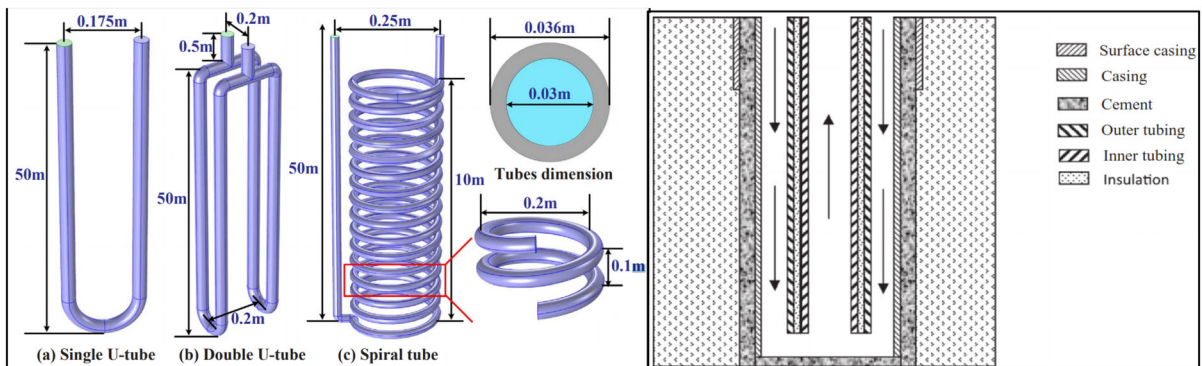 0.175m
50m
(a) Single U-tube
0.2m
0.5m
50m
0.2m
(b) Double U-tube
0.25m
50m
10m
(c) Spiral tube
0.036m
0.03m
Tubes dimension
0.2m
0.1m
Surface casing
Casing
Cement
Outer tubing
Inner tubing
Insulation